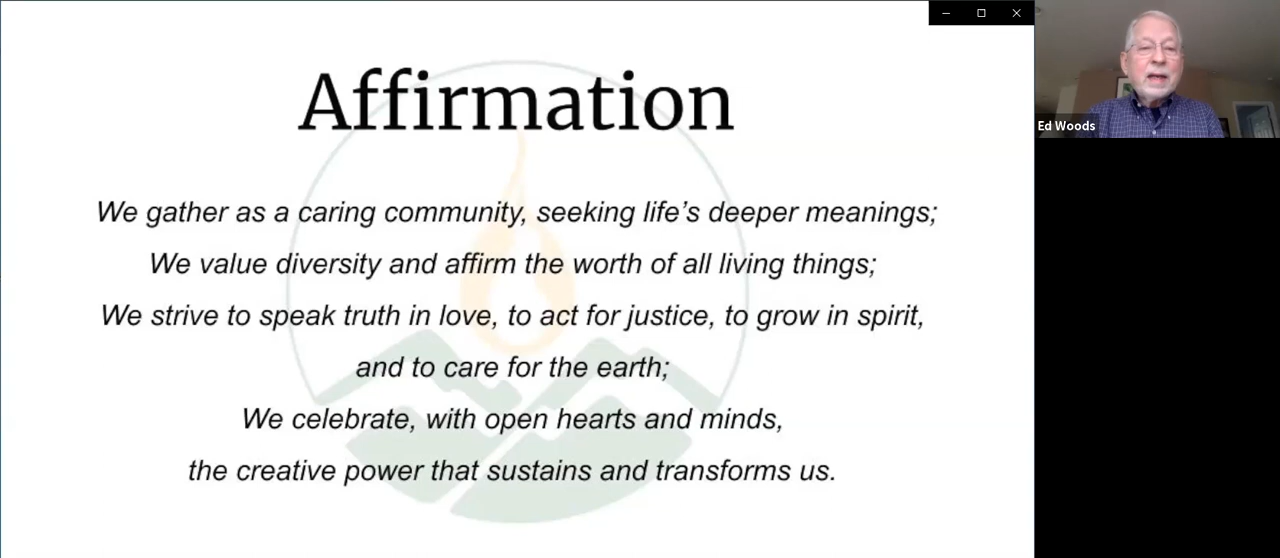 Affirmation
We gather as a caring community, seeking life’s deeper meanings;
We value diversity and affirm the worth of all living things;
We strive to speak truth in love, to act for justice, to grow in spirit,
and to care for the earth;
We celebrate, with open hearts and minds,
the creative power that sustains and transforms us.
Ed Woods